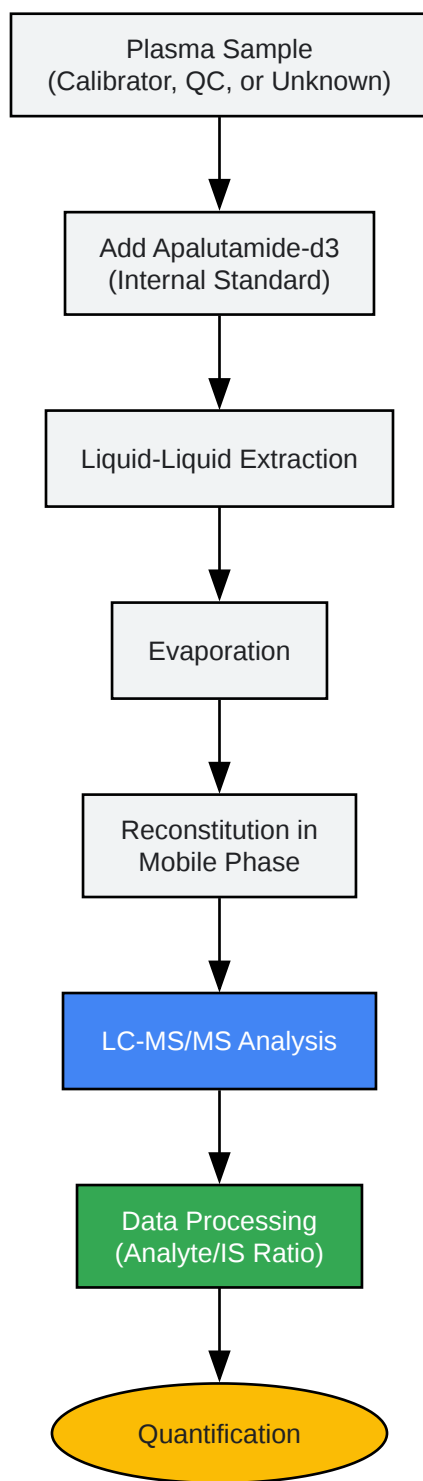 Plasma Sample
(Calibrator, QC, or Unknown)
Add Apalutamide-d3
(Internal Standard)
Liquid-Liquid Extraction
Evaporation
Reconstitution in
Mobile Phase
LC-MS/MS Analysis
Data Processing
(Analyte/IS Ratio)
Quantification